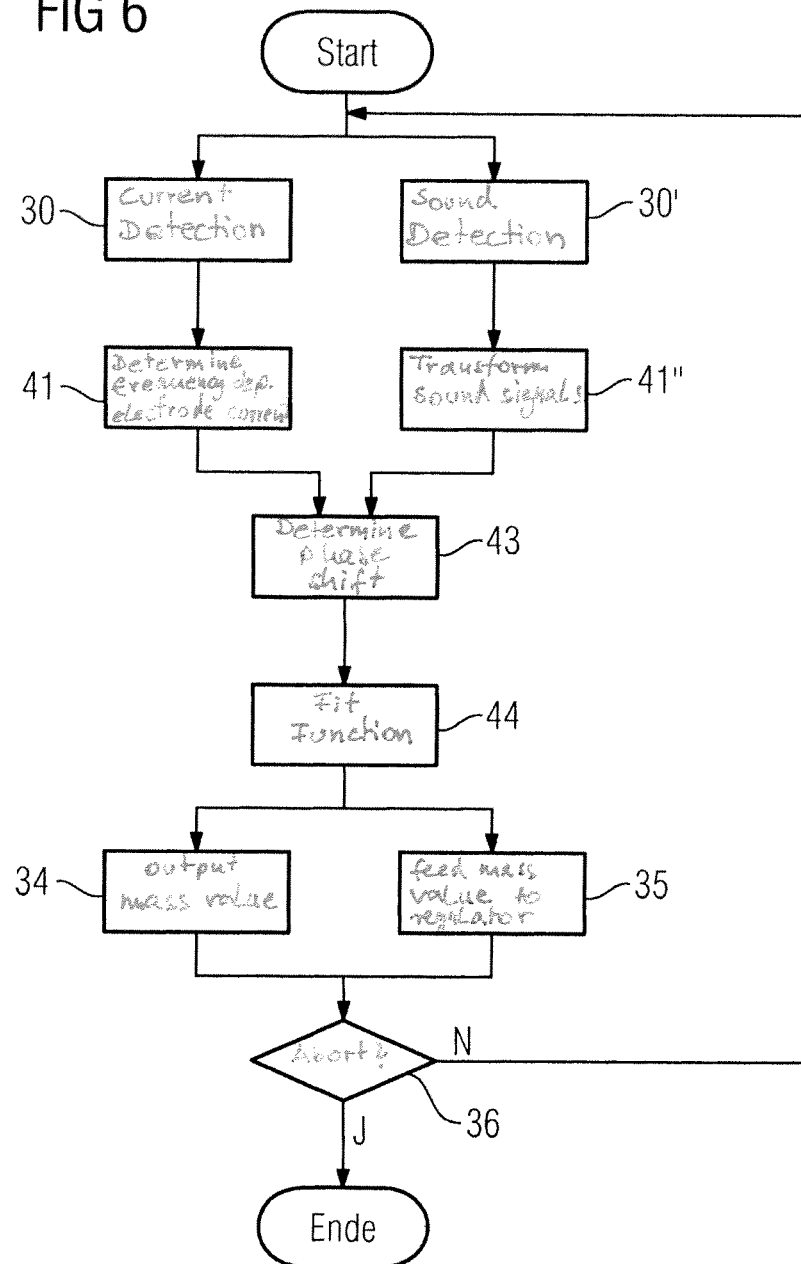 FIG 6
Start
Current
Detection
30
Sound
Detection
30'
Determine
frequency dep.
electrode current
41
Transform
sound signals
41"
Determine
phase
shift
43
Fit
Function
44
output
mass value
34
feed mass
value to
regulator
35
Abort?
N
36
J
Ende